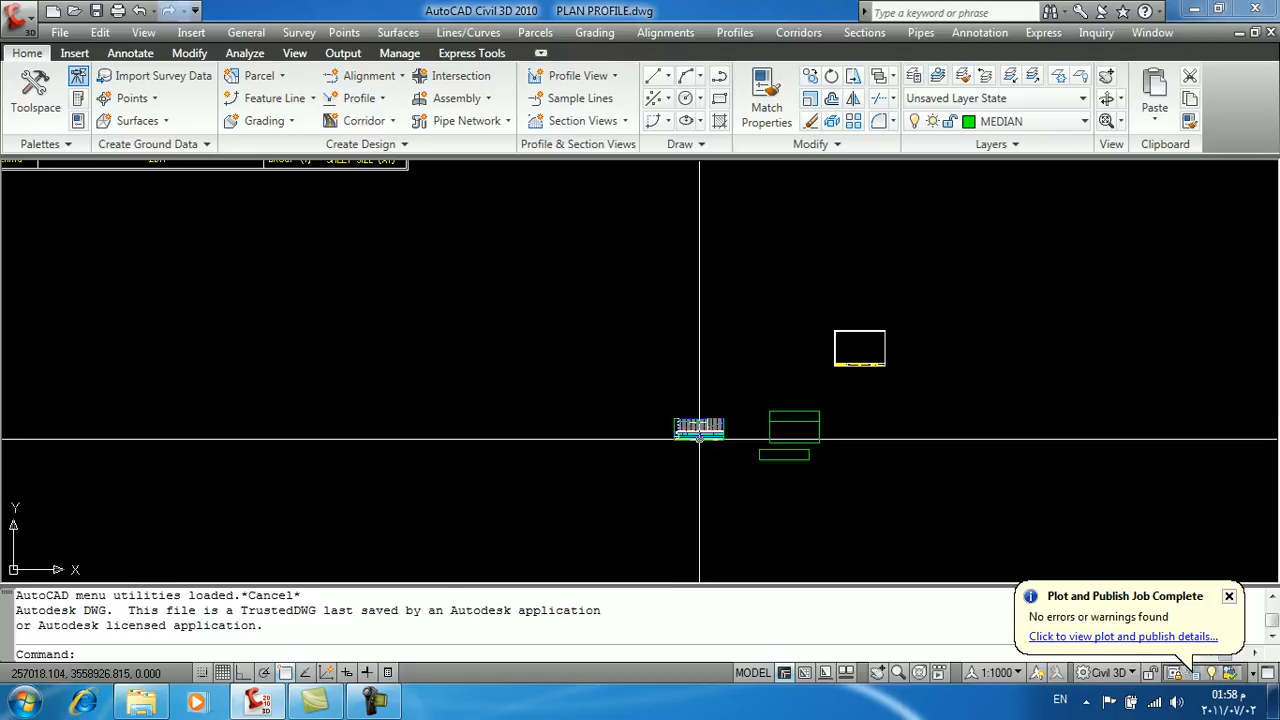 AutoCAD Civil 3D 2010 PLAN PROFILE.dwg
Type a keyword or phrase
File Edit View Insert General Survey Points Surfaces Lines/Curves Parcels Grading Alignments Profiles Corridors Sections Pipes Annotation Express Inquiry Window
Home Insert Annotate Modify Analyze View Output Manage Express Tools
Toolspace
Import Survey Data
Points
Surfaces
Parcel
Feature Line
Grading
Alignment
Profile
Corridor
Intersection
Assembly
Pipe Network
Profile View
Sample Lines
Section Views
Match
Properties
Unsaved Layer State
MEDIAN
Paste
Palettes Create Ground Data Create Design Profile & Section Views Draw Modify Layers View Clipboard
Y
X
AutoCAD menu utilities loaded.*Cancel*
Autodesk DWG. This file is a TrustedDWG last saved by an Autodesk application
or Autodesk licensed application.
Command:
Plot and Publish Job Complete
No errors or warnings found
Click to view plot and publish details...
257018.104, 3558926.815, 0.000
MODEL
1:1000
Civil 3D
EN
01:58 م
٢٠١١/٠٧/٠٢